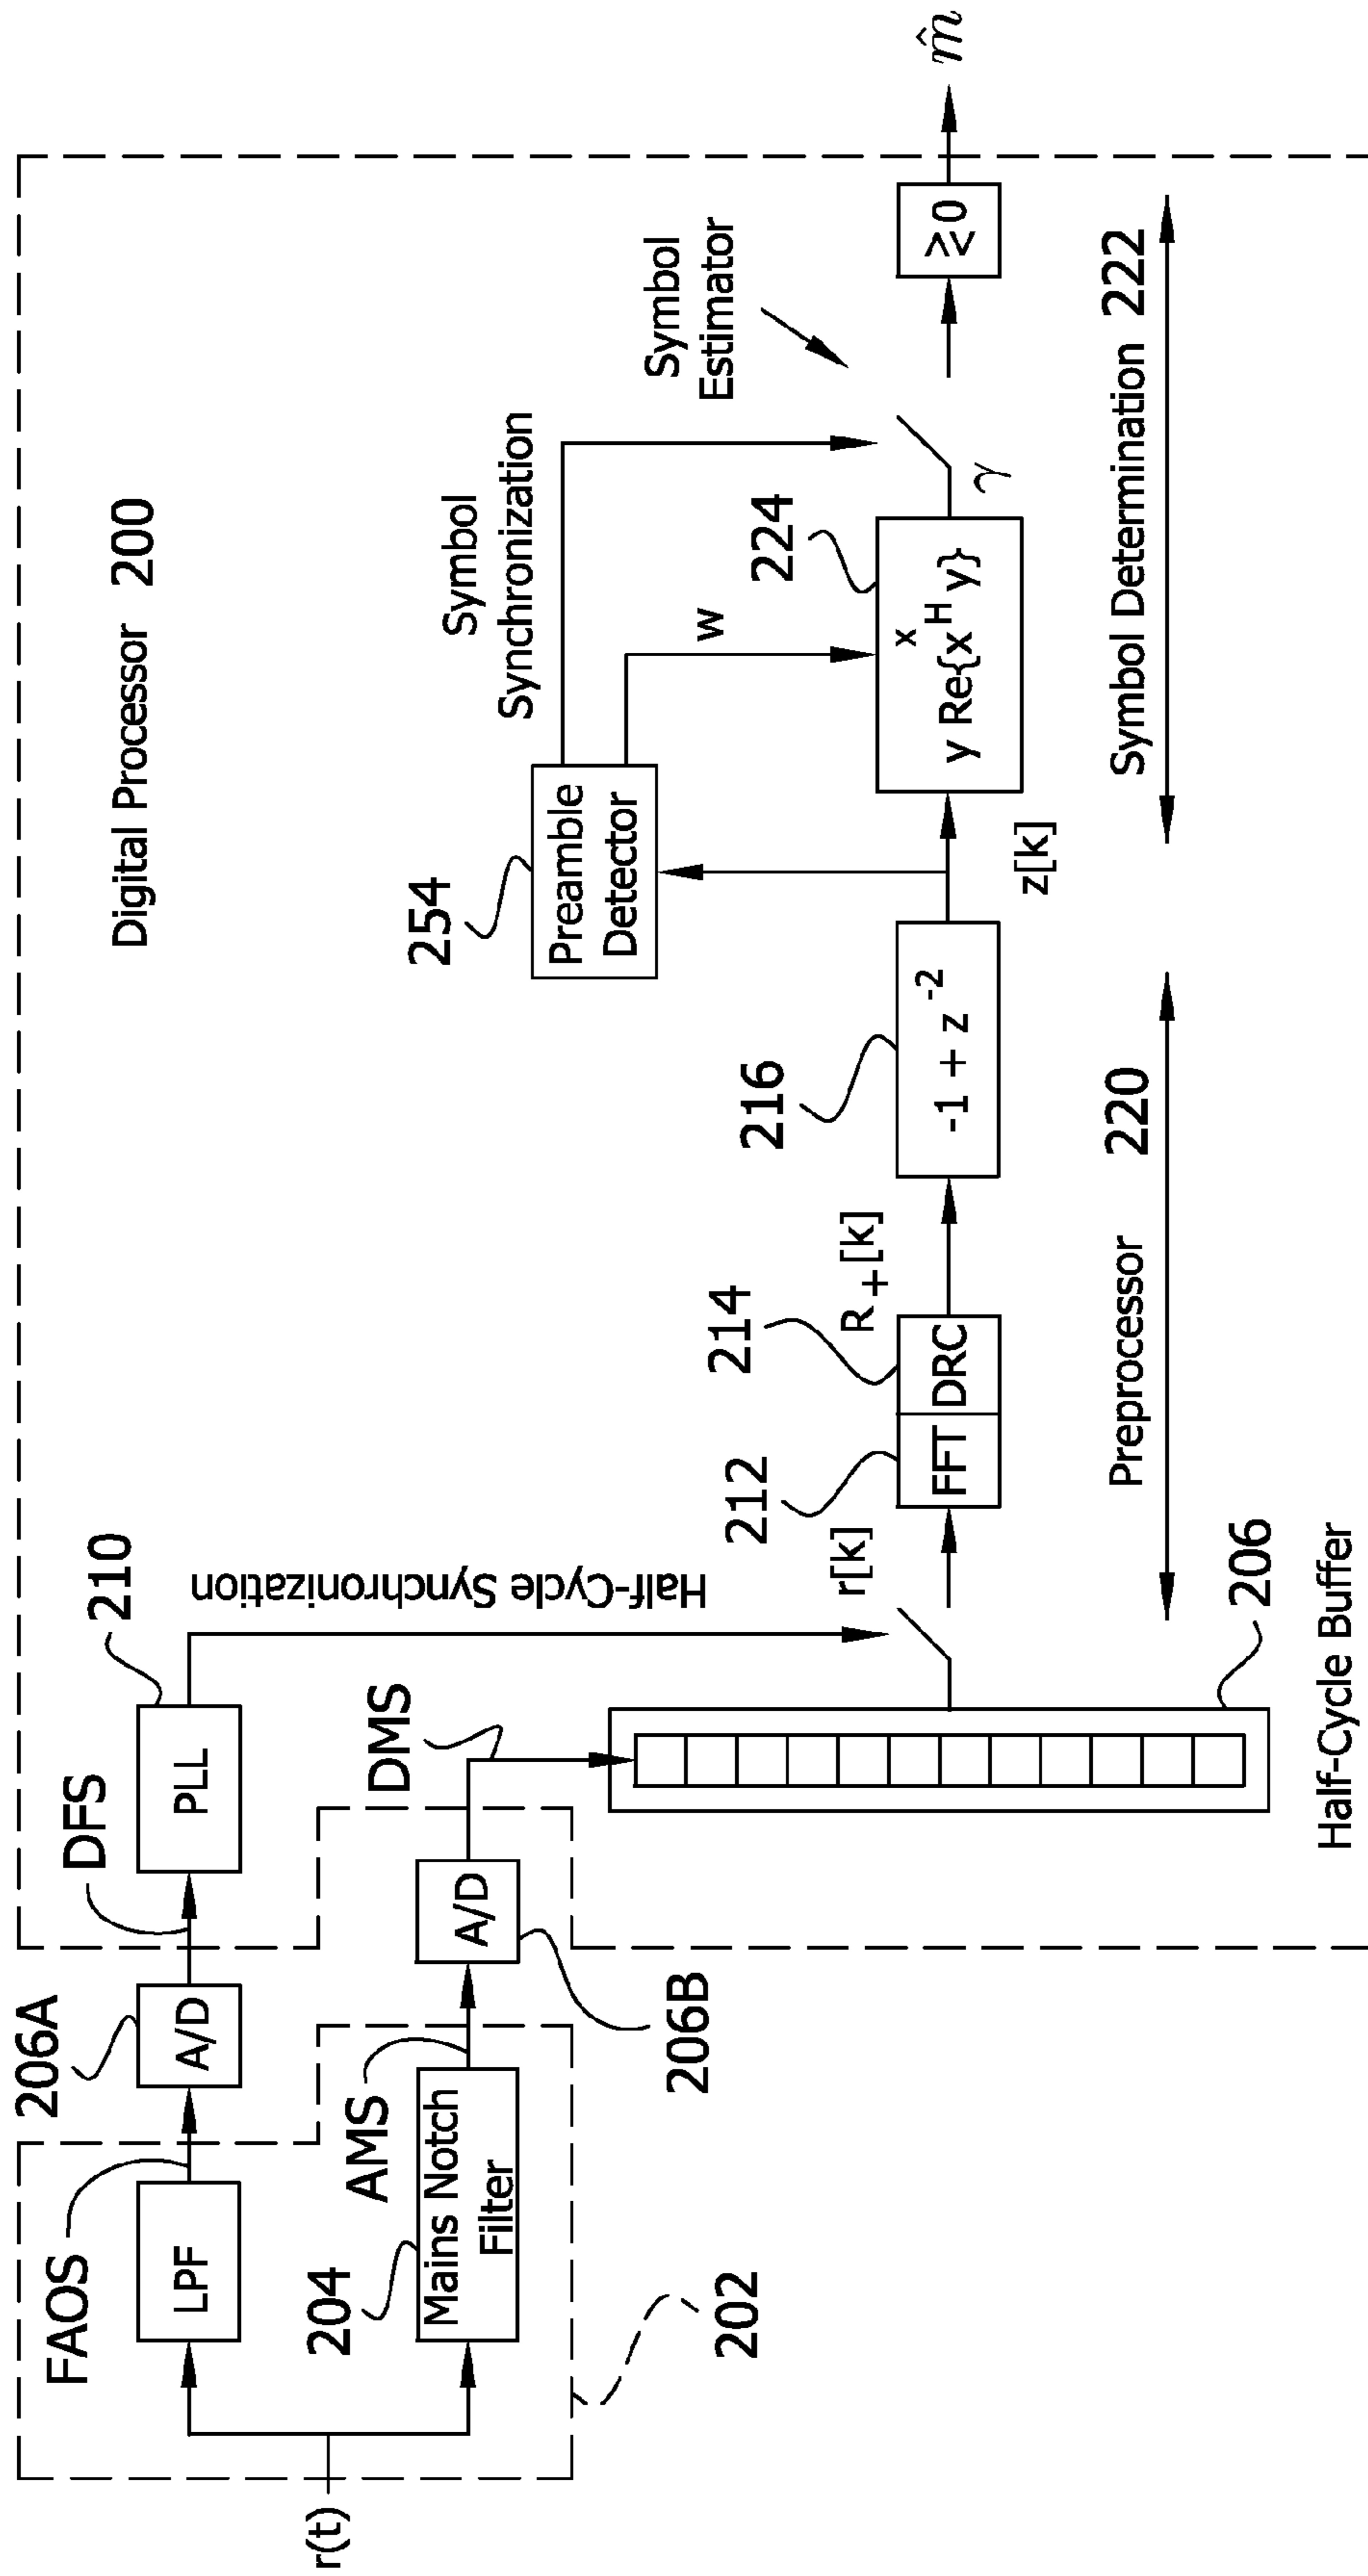 Digital Processor 200
r(t)
FAOS
LPF
206A
A/D
DFS
210
PLL
Half-Cycle Synchronization
204
Mains Notch
Filter
AMS
206B
A/D
DMS
202
206
Half-Cycle Buffer
r[k]
212
FFT
214
DRC
R+[k]
216
-1 + z^-2
254
Preamble
Detector
Symbol
Synchronization
w
z[k]
224
x
y Re{x^H y}
γ
Symbol
Estimator
≷0
m̂
Preprocessor 220
Symbol Determination 222